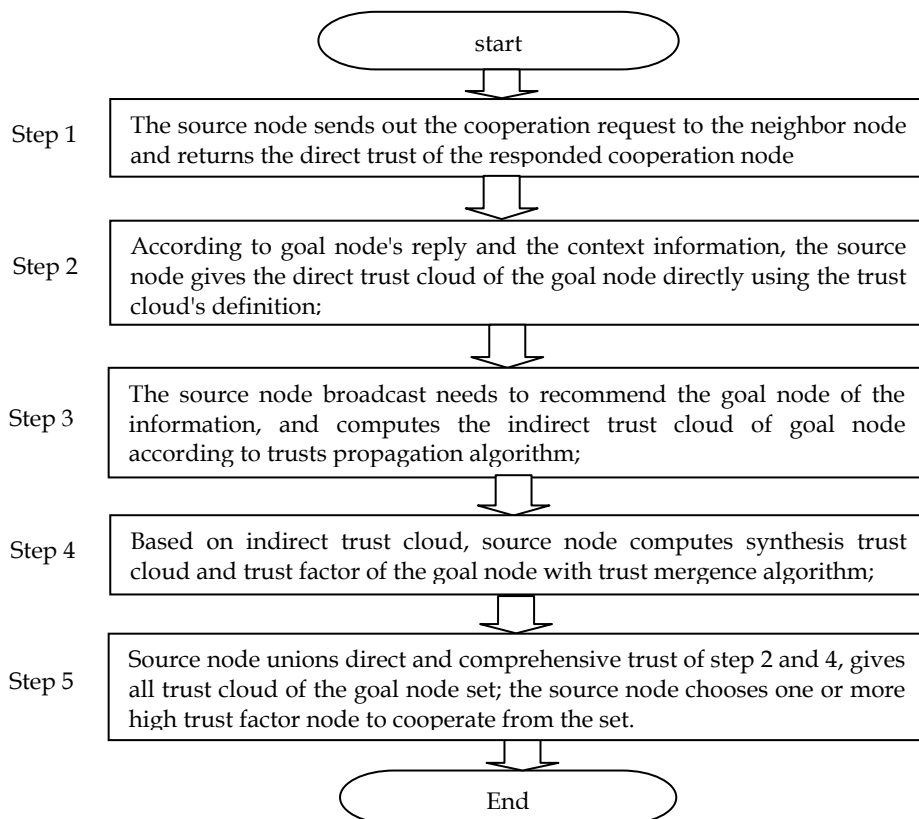 start
Step 1
The source node sends out the cooperation request to the neighbor node
and returns the direct trust of the responded cooperation node
Step 2
According to goal node's reply and the context information, the source
node gives the direct trust cloud of the goal node directly using the trust
cloud's definition;
Step 3
The source node broadcast needs to recommend the goal node of the
information, and computes the indirect trust cloud of goal node
according to trusts propagation algorithm;
Step 4
Based on indirect trust cloud, source node computes synthesis trust
cloud and trust factor of the goal node with trust mergence algorithm;
Step 5
Source node unions direct and comprehensive trust of step 2 and 4, gives
all trust cloud of the goal node set; the source node chooses one or more
high trust factor node to cooperate from the set.
End